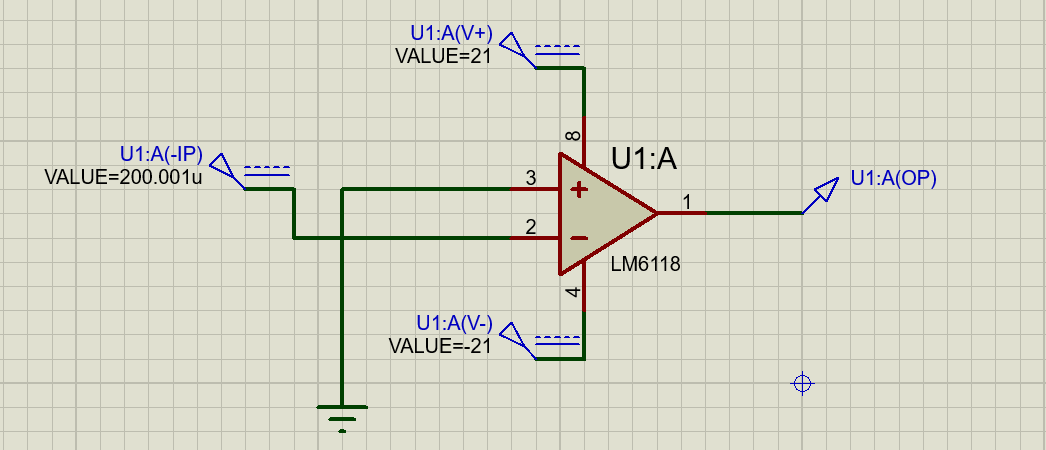 U1:A(V+)
VALUE=21
U1:A(-IP)
VALUE=200.001u
8
U1:A
3
+
1
U1:A(OP)
2
−
LM6118
4
U1:A(V-)
VALUE=-21